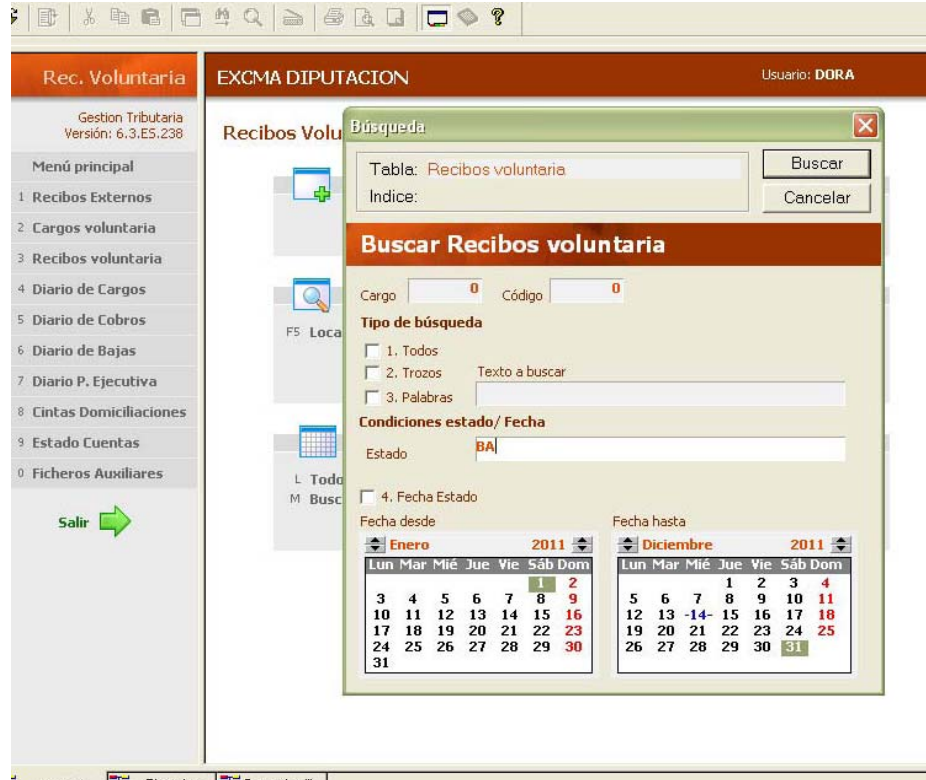 Rec. Voluntaria
EXCMA DIPUTACION
Usuario: DORA
Gestion Tributaria
Versión: 6.3.E5.238
Menú principal
1 Recibos Externos
2 Cargos voluntaria
3 Recibos voluntaria
4 Diario de Cargos
5 Diario de Cobros
6 Diario de Bajas
7 Diario P. Ejecutiva
8 Cintas Domiciliaciones
9 Estado Cuentas
0 Ficheros Auxiliares
Salir
Recibos Volu
F5 Loca
L Todo
M Busc
Búsqueda
Tabla: Recibos voluntaria
Indice:
Buscar
Cancelar
Buscar Recibos voluntaria
Cargo 0 Código 0
Tipo de búsqueda
1. Todos
2. Trozos Texto a buscar
3. Palabras
Condiciones estado/ Fecha
Estado BA
4. Fecha Estado
Fecha desde
Enero 2011
Lun Mar Mié Jue Vie Sáb Dom
1 2
3 4 5 6 7 8 9
10 11 12 13 14 15 16
17 18 19 20 21 22 23
24 25 26 27 28 29 30
31
Fecha hasta
Diciembre 2011
Lun Mar Mié Jue Vie Sáb Dom
1 2 3 4
5 6 7 8 9 10 11
12 13 -14- 15 16 17 18
19 20 21 22 23 24 25
26 27 28 29 30 31